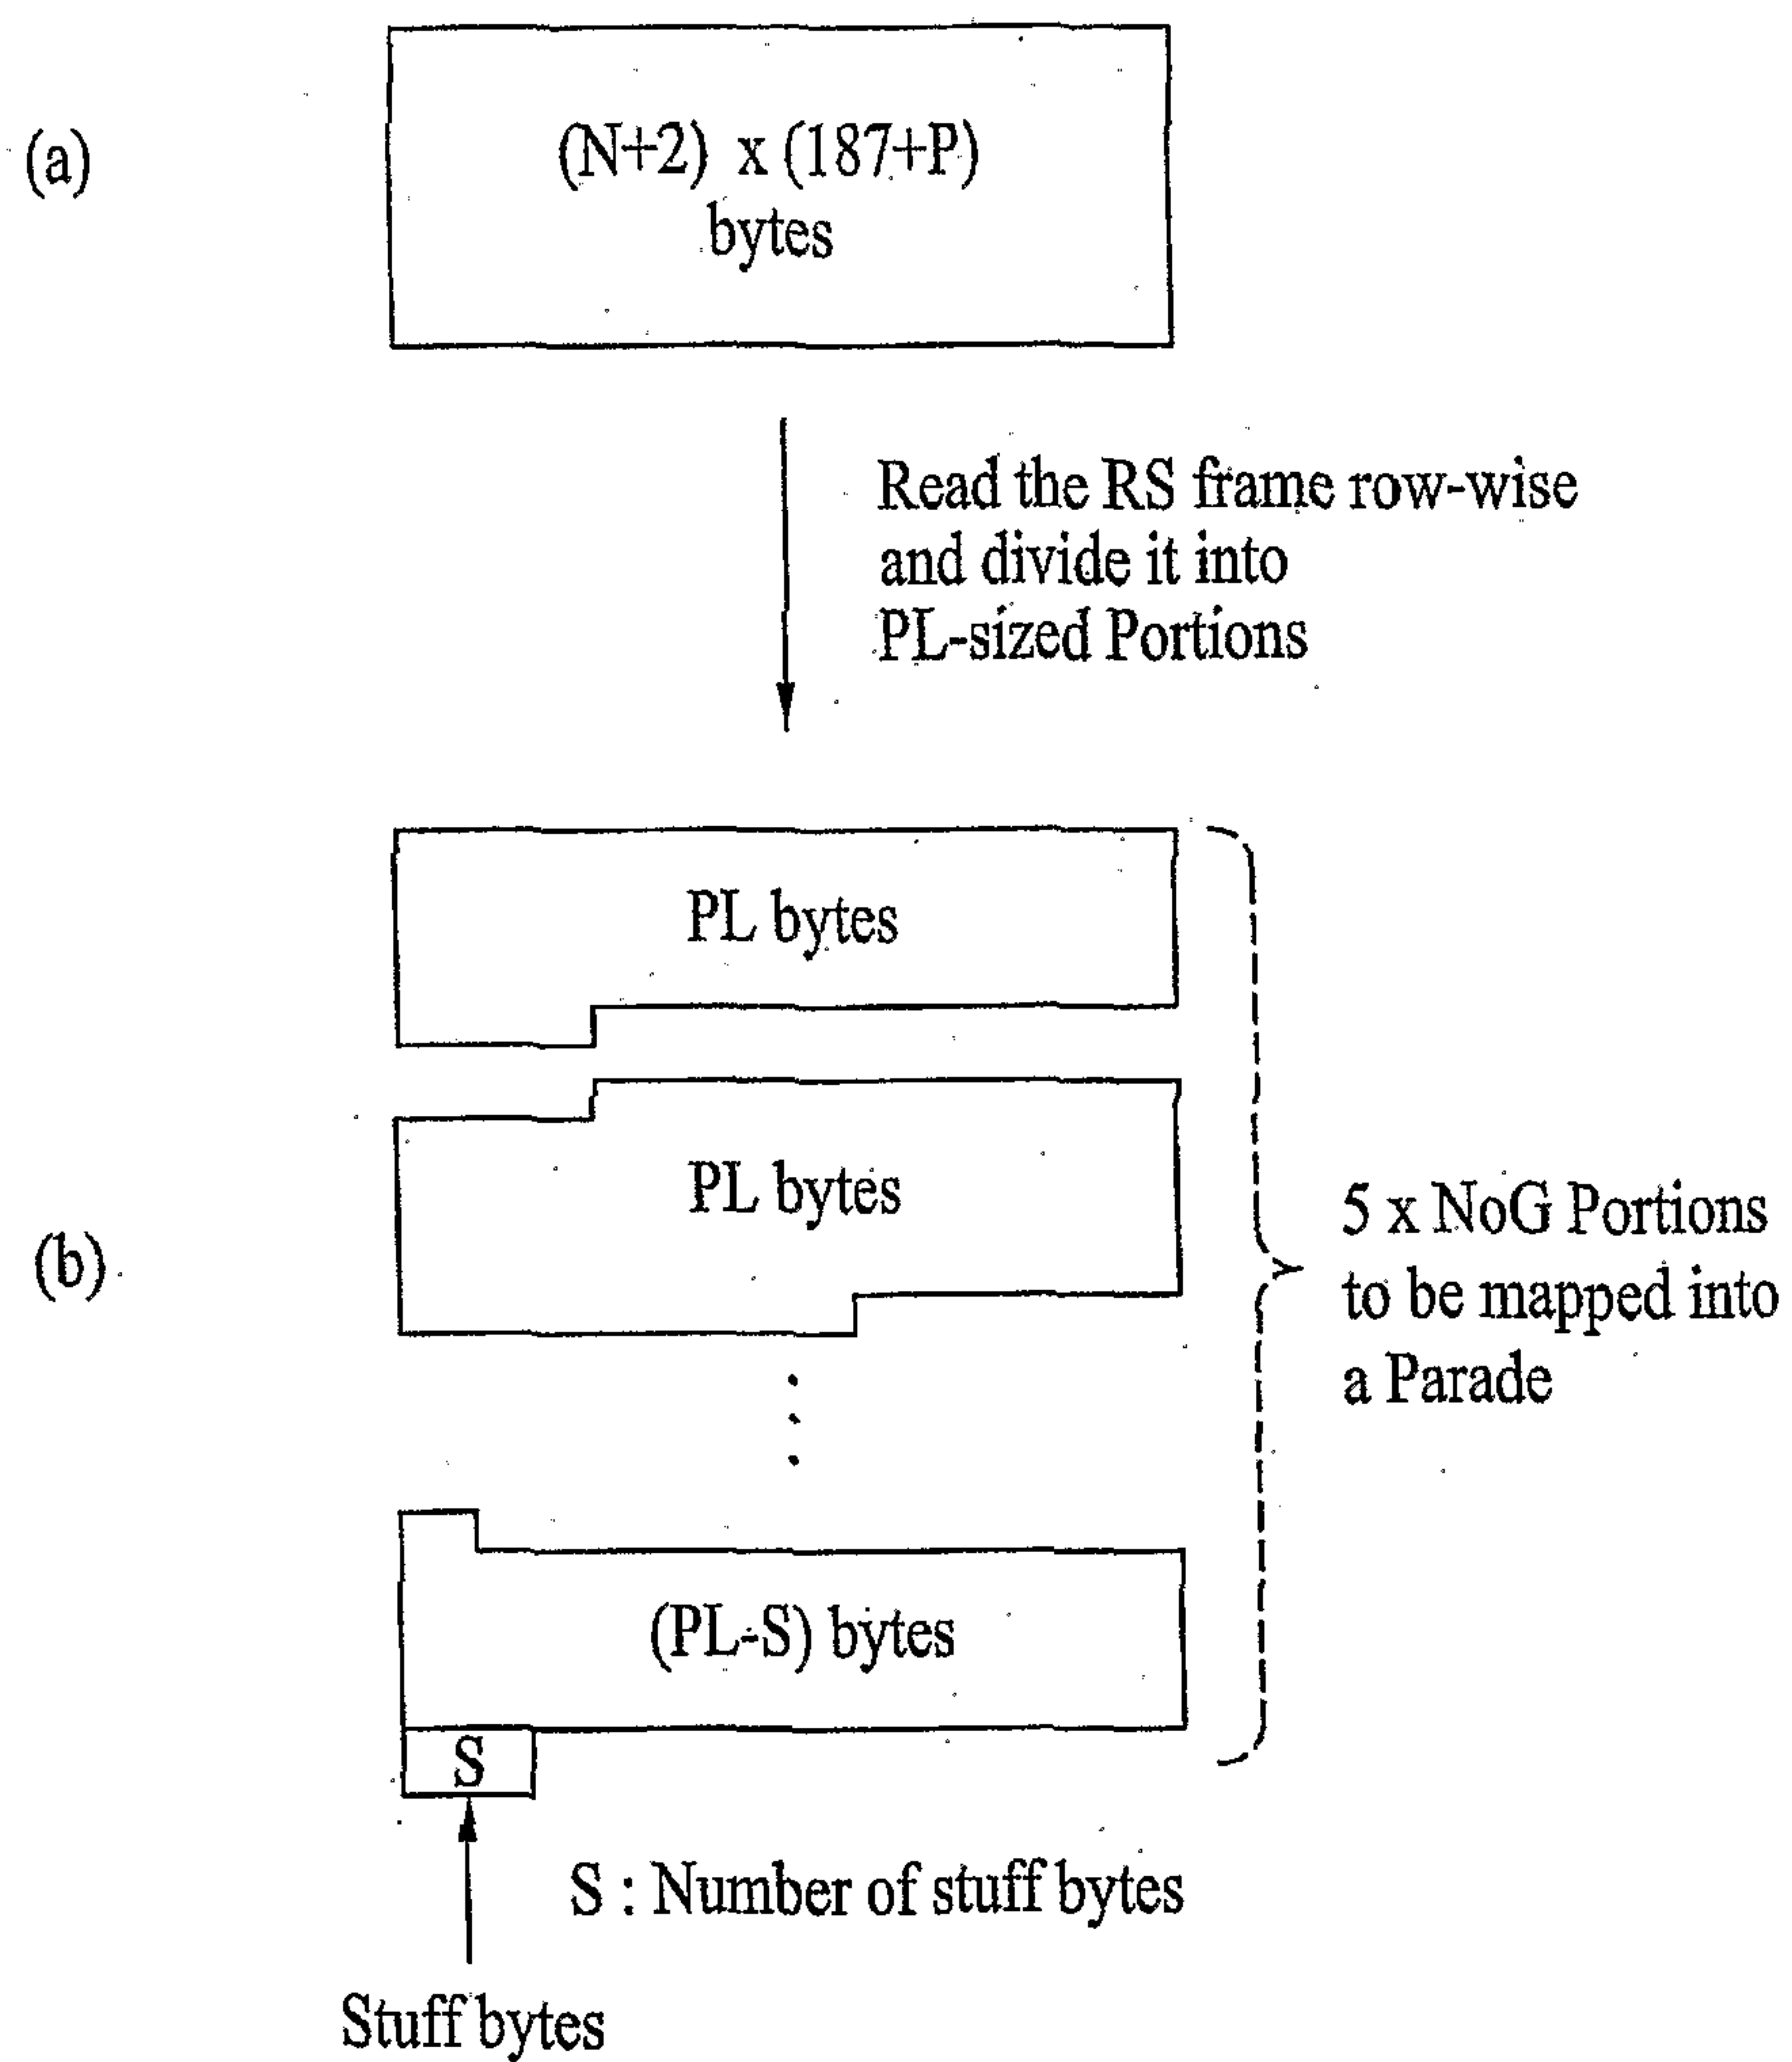 (a)
(N+2) x (187+P)
bytes
Read the RS frame row-wise
and divide it into
PL-sized Portions
(b)
PL bytes
PL bytes
5 x NoG Portions
to be mapped into
a Parade
(PL-S) bytes
S
S : Number of stuff bytes
Stuff bytes